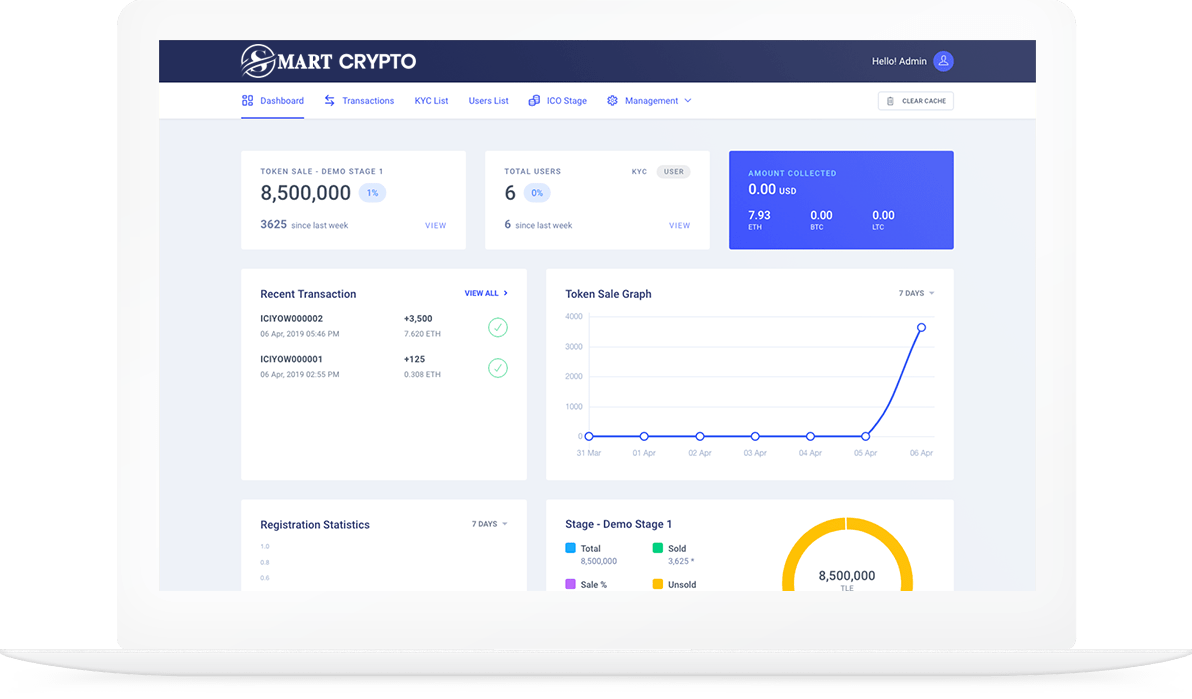 SMART CRYPTO
Hello! Admin
Dashboard Transactions KYC List Users List ICO Stage Management CLEAR CACHE
TOKEN SALE - DEMO STAGE 1
8,500,000 1%
3625 since last week VIEW
TOTAL USERS KYC USER
6 0%
6 since last week VIEW
AMOUNT COLLECTED
0.00 USD
7.93 0.00 0.00
ETH BTC LTC
Recent Transaction VIEW ALL
ICIYOW000002 +3,500
06 Apr, 2019 05:46 PM 7.620 ETH
ICIYOW000001 +125
06 Apr, 2019 02:55 PM 0.308 ETH
Token Sale Graph 7 DAYS
4000
3000
2000
1000
0
31 Mar 01 Apr 02 Apr 03 Apr 04 Apr 05 Apr 06 Apr
Registration Statistics 7 DAYS
1.0
0.8
0.6
Stage - Demo Stage 1
Total Sold
8,500,000 3,625 *
Sale % Unsold
8,500,000
TLE